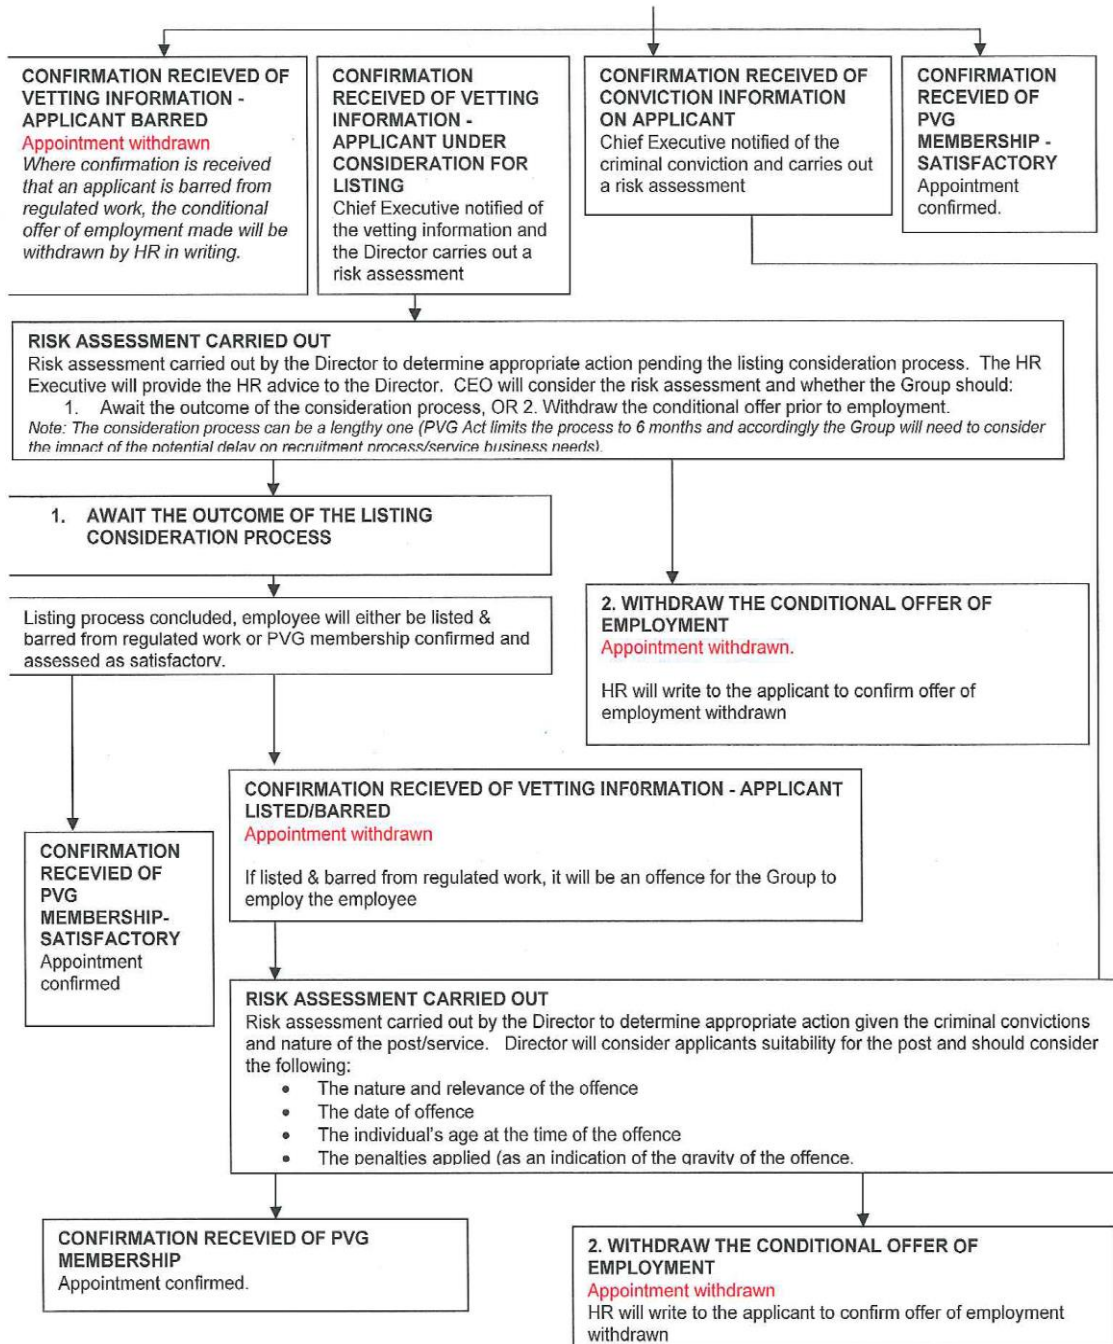 CONFIRMATION RECIEVED OF
VETTING INFORMATION -
APPLICANT BARRED
Appointment withdrawn
Where confirmation is received
that an applicant is barred from
regulated work, the conditional
offer of employment made will be
withdrawn by HR in writing.
CONFIRMATION
RECEIVED OF VETTING
INFORMATION -
APPLICANT UNDER
CONSIDERATION FOR
LISTING
Chief Executive notified of
the vetting information and
the Director carries out a
risk assessment
CONFIRMATION RECEIVED OF
CONVICTION INFORMATION
ON APPLICANT
Chief Executive notified of the
criminal conviction and carries out
a risk assessment
CONFIRMATION
RECEVIED OF
PVG
MEMBERSHIP -
SATISFACTORY
Appointment
confirmed.
RISK ASSESSMENT CARRIED OUT
Risk assessment carried out by the Director to determine appropriate action pending the listing consideration process. The HR
Executive will provide the HR advice to the Director. CEO will consider the risk assessment and whether the Group should:
1. Await the outcome of the consideration process, OR 2. Withdraw the conditional offer prior to employment.
Note: The consideration process can be a lengthy one (PVG Act limits the process to 6 months and accordingly the Group will need to consider
the impact of the potential delay on recruitment process/service business needs).
1. AWAIT THE OUTCOME OF THE LISTING
CONSIDERATION PROCESS
Listing process concluded, employee will either be listed &
barred from regulated work or PVG membership confirmed and
assessed as satisfactory.
2. WITHDRAW THE CONDITIONAL OFFER OF
EMPLOYMENT
Appointment withdrawn.
HR will write to the applicant to confirm offer of
employment withdrawn
CONFIRMATION RECIEVED OF VETTING INF0RMATION - APPLICANT
LISTED/BARRED
Appointment withdrawn
If listed & barred from regulated work, it will be an offence for the Group to
employ the employee
CONFIRMATION
RECEVIED OF
PVG
MEMBERSHIP-
SATISFACTORY
Appointment
confirmed
RISK ASSESSMENT CARRIED OUT
Risk assessment carried out by the Director to determine appropriate action given the criminal convictions
and nature of the post/service. Director will consider applicants suitability for the post and should consider
the following:
• The nature and relevance of the offence
• The date of offence
• The individual's age at the time of the offence
• The penalties applied (as an indication of the gravity of the offence.
CONFIRMATION RECEVIED OF PVG
MEMBERSHIP
Appointment confirmed.
2. WITHDRAW THE CONDITIONAL OFFER OF
EMPLOYMENT
Appointment withdrawn
HR will write to the applicant to confirm offer of employment
withdrawn